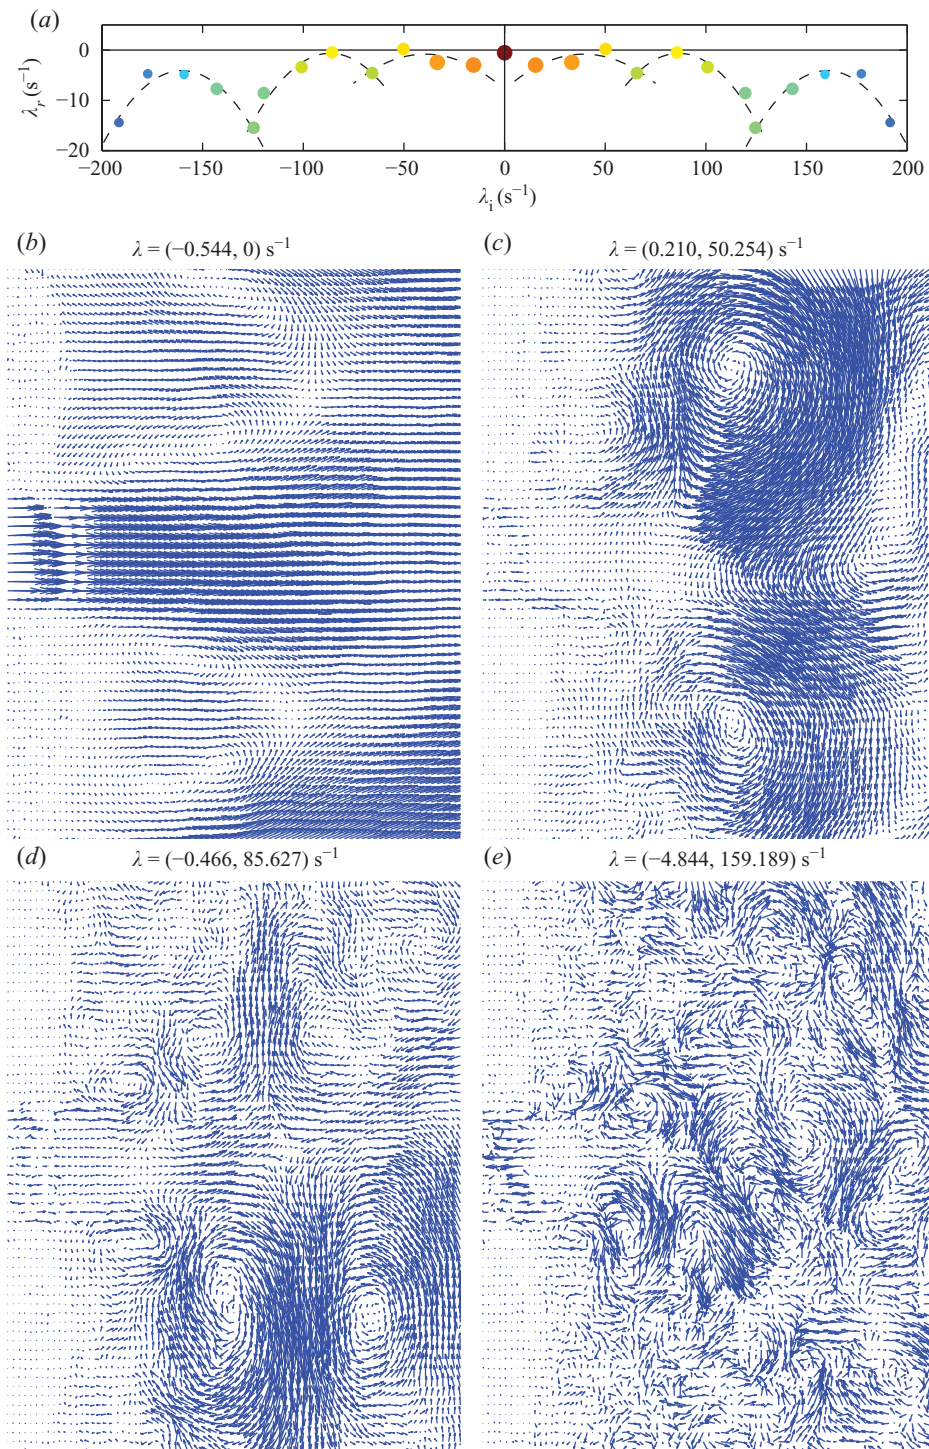 (a)
0
−10
−20
λr (s−1)
−200 −150 −100 −50 0 50 100 150 200
λi (s−1)
(b) λ = (−0.544, 0) s−1
(c) λ = (0.210, 50.254) s−1
(d) λ = (−0.466, 85.627) s−1
(e) λ = (−4.844, 159.189) s−1